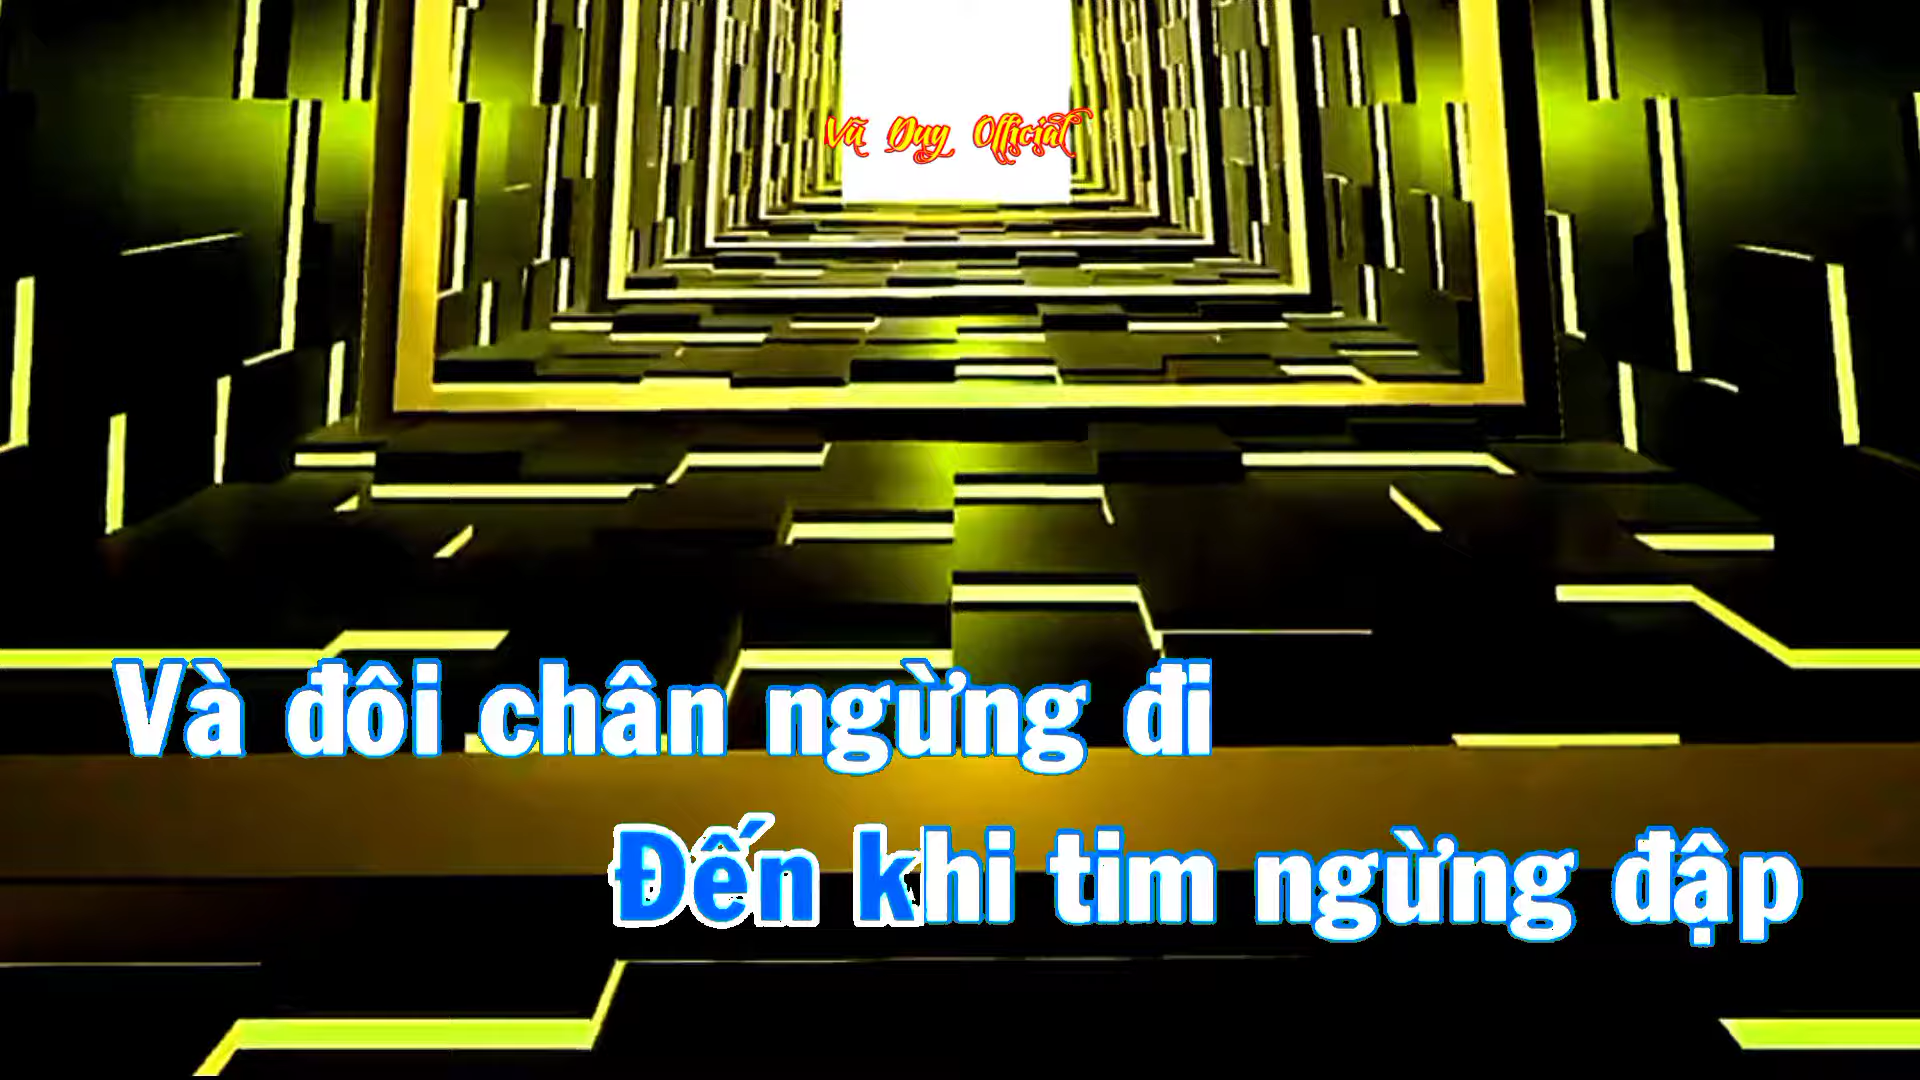 Vũ Duy Official
Và đôi chân ngừng đi
Đến khi tim ngừng đập